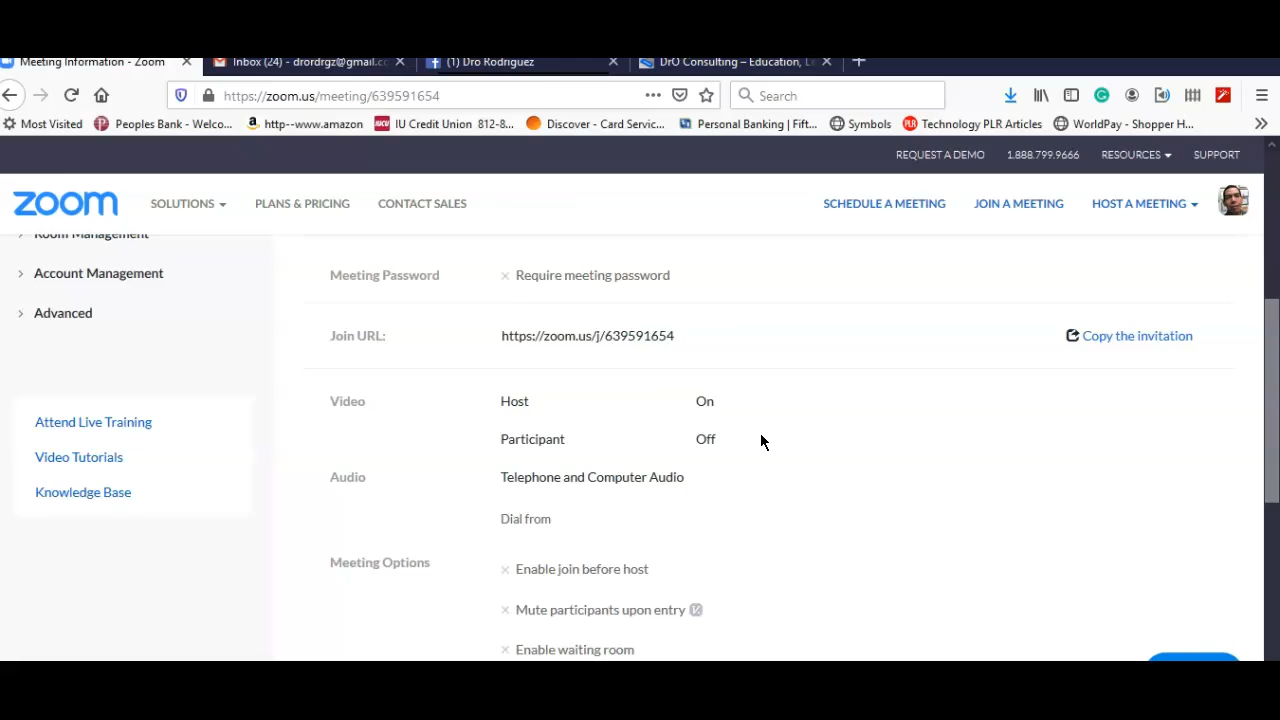 Meeting Information - Zoom
Inbox (24) - drordrgz@gmail.cc
(1) Dro Rodriguez
DrO Consulting – Education, Le
https://zoom.us/meeting/639591654
Search
Most Visited
Peoples Bank - Welco...
http--www.amazon
IU Credit Union 812-8...
Discover - Card Servic...
Personal Banking | Fift...
Symbols
Technology PLR Articles
WorldPay - Shopper H...
REQUEST A DEMO
1.888.799.9666
RESOURCES
SUPPORT
zoom
SOLUTIONS
PLANS & PRICING
CONTACT SALES
SCHEDULE A MEETING
JOIN A MEETING
HOST A MEETING
Room Management
Account Management
Advanced
Attend Live Training
Video Tutorials
Knowledge Base
Meeting Password
Require meeting password
Join URL:
https://zoom.us/j/639591654
Copy the invitation
Video
Host
On
Participant
Off
Audio
Telephone and Computer Audio
Dial from
Meeting Options
Enable join before host
Mute participants upon entry
Enable waiting room